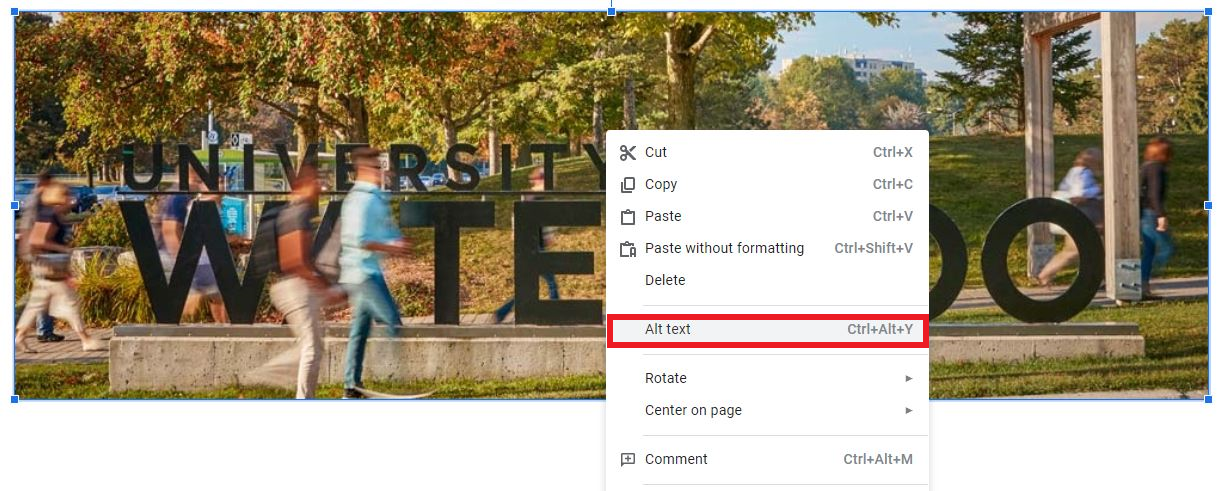 UNIVERSITY
WATE OO
Cut Ctrl+X
Copy Ctrl+C
Paste Ctrl+V
Paste without formatting Ctrl+Shift+V
Delete
Alt text Ctrl+Alt+Y
Rotate ►
Center on page ►
Comment Ctrl+Alt+M